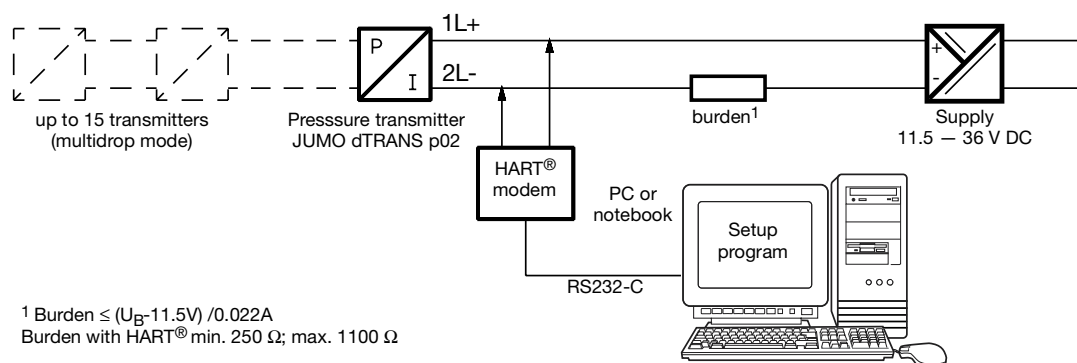 1L+
P
I
2L-
+
-
up to 15 transmitters
(multidrop mode)
Presssure transmitter
JUMO dTRANS p02
burden¹
Supply
11.5 — 36 V DC
HART®
modem
PC or
notebook
Setup
program
RS232-C
¹ Burden ≤ (UB-11.5V) /0.022A
Burden with HART® min. 250 Ω; max. 1100 Ω